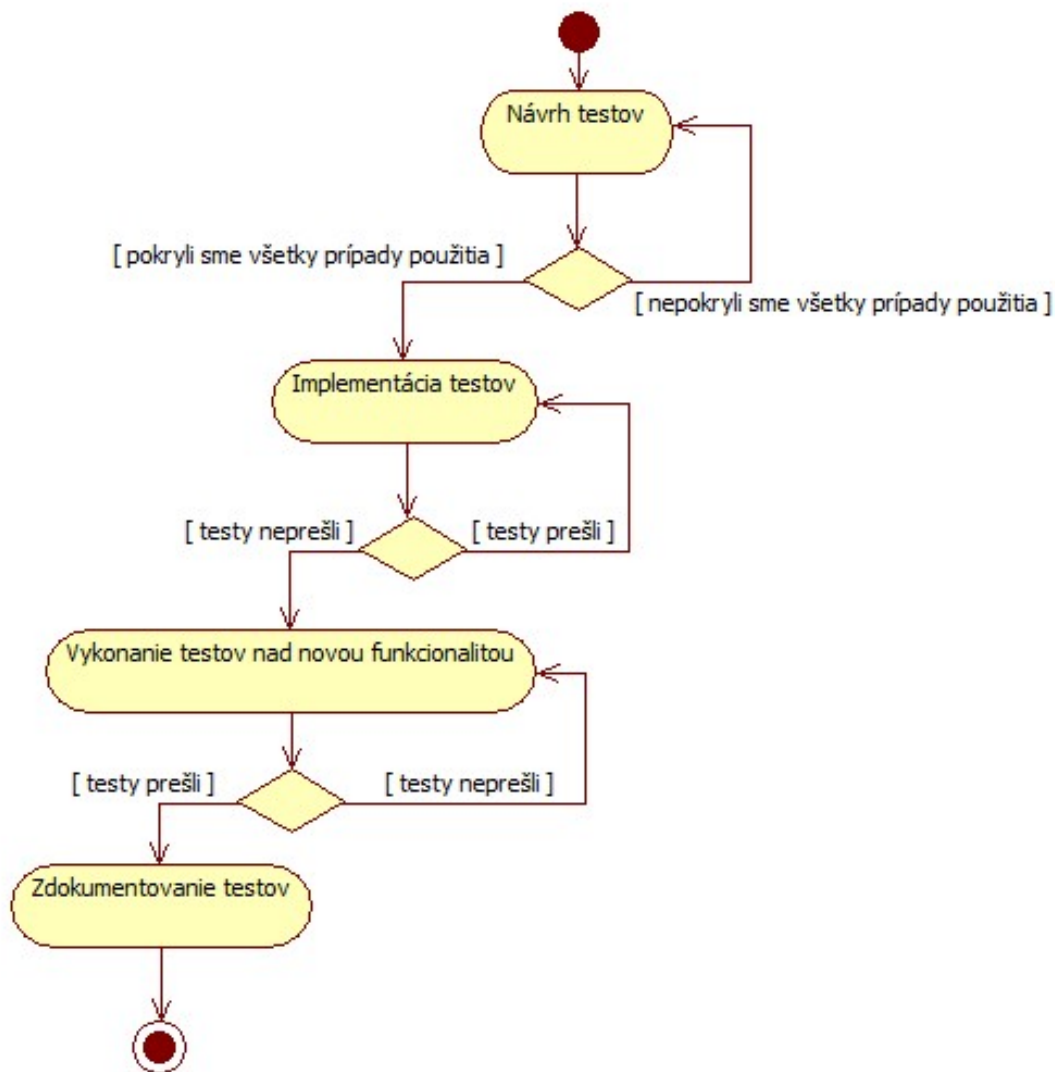 Návrh testov
[ pokryli sme všetky prípady použitia ]
[ nepokryli sme všetky prípady použitia ]
Implementácia testov
[ testy neprešli ]
[ testy prešli ]
Vykonanie testov nad novou funkcionalitou
[ testy prešli ]
[ testy neprešli ]
Zdokumentovanie testov